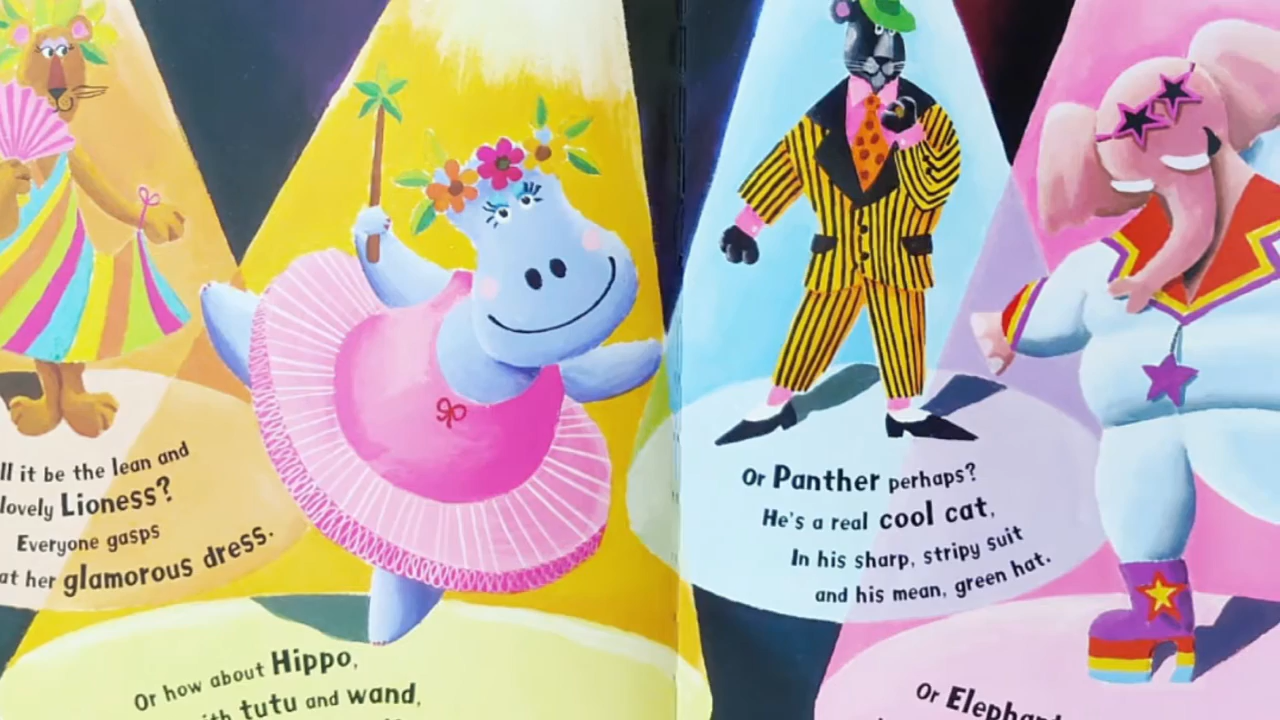 ll it be the lean and
lovely Lioness?
Everyone gasps
at her glamorous dress.
Or how about Hippo,
ith tutu and wand,
Or Panther perhaps?
He's a real cool cat,
In his sharp, stripy suit
and his mean, green hat.
Or Elephant